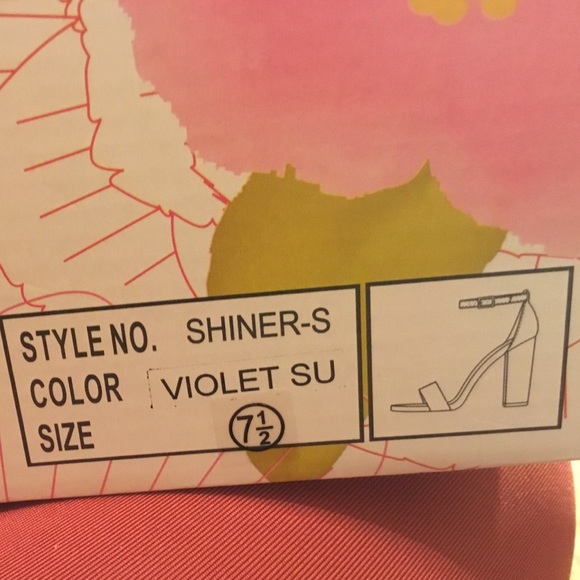 STYLE NO. SHINER-S
COLOR VIOLET SU
SIZE 7½